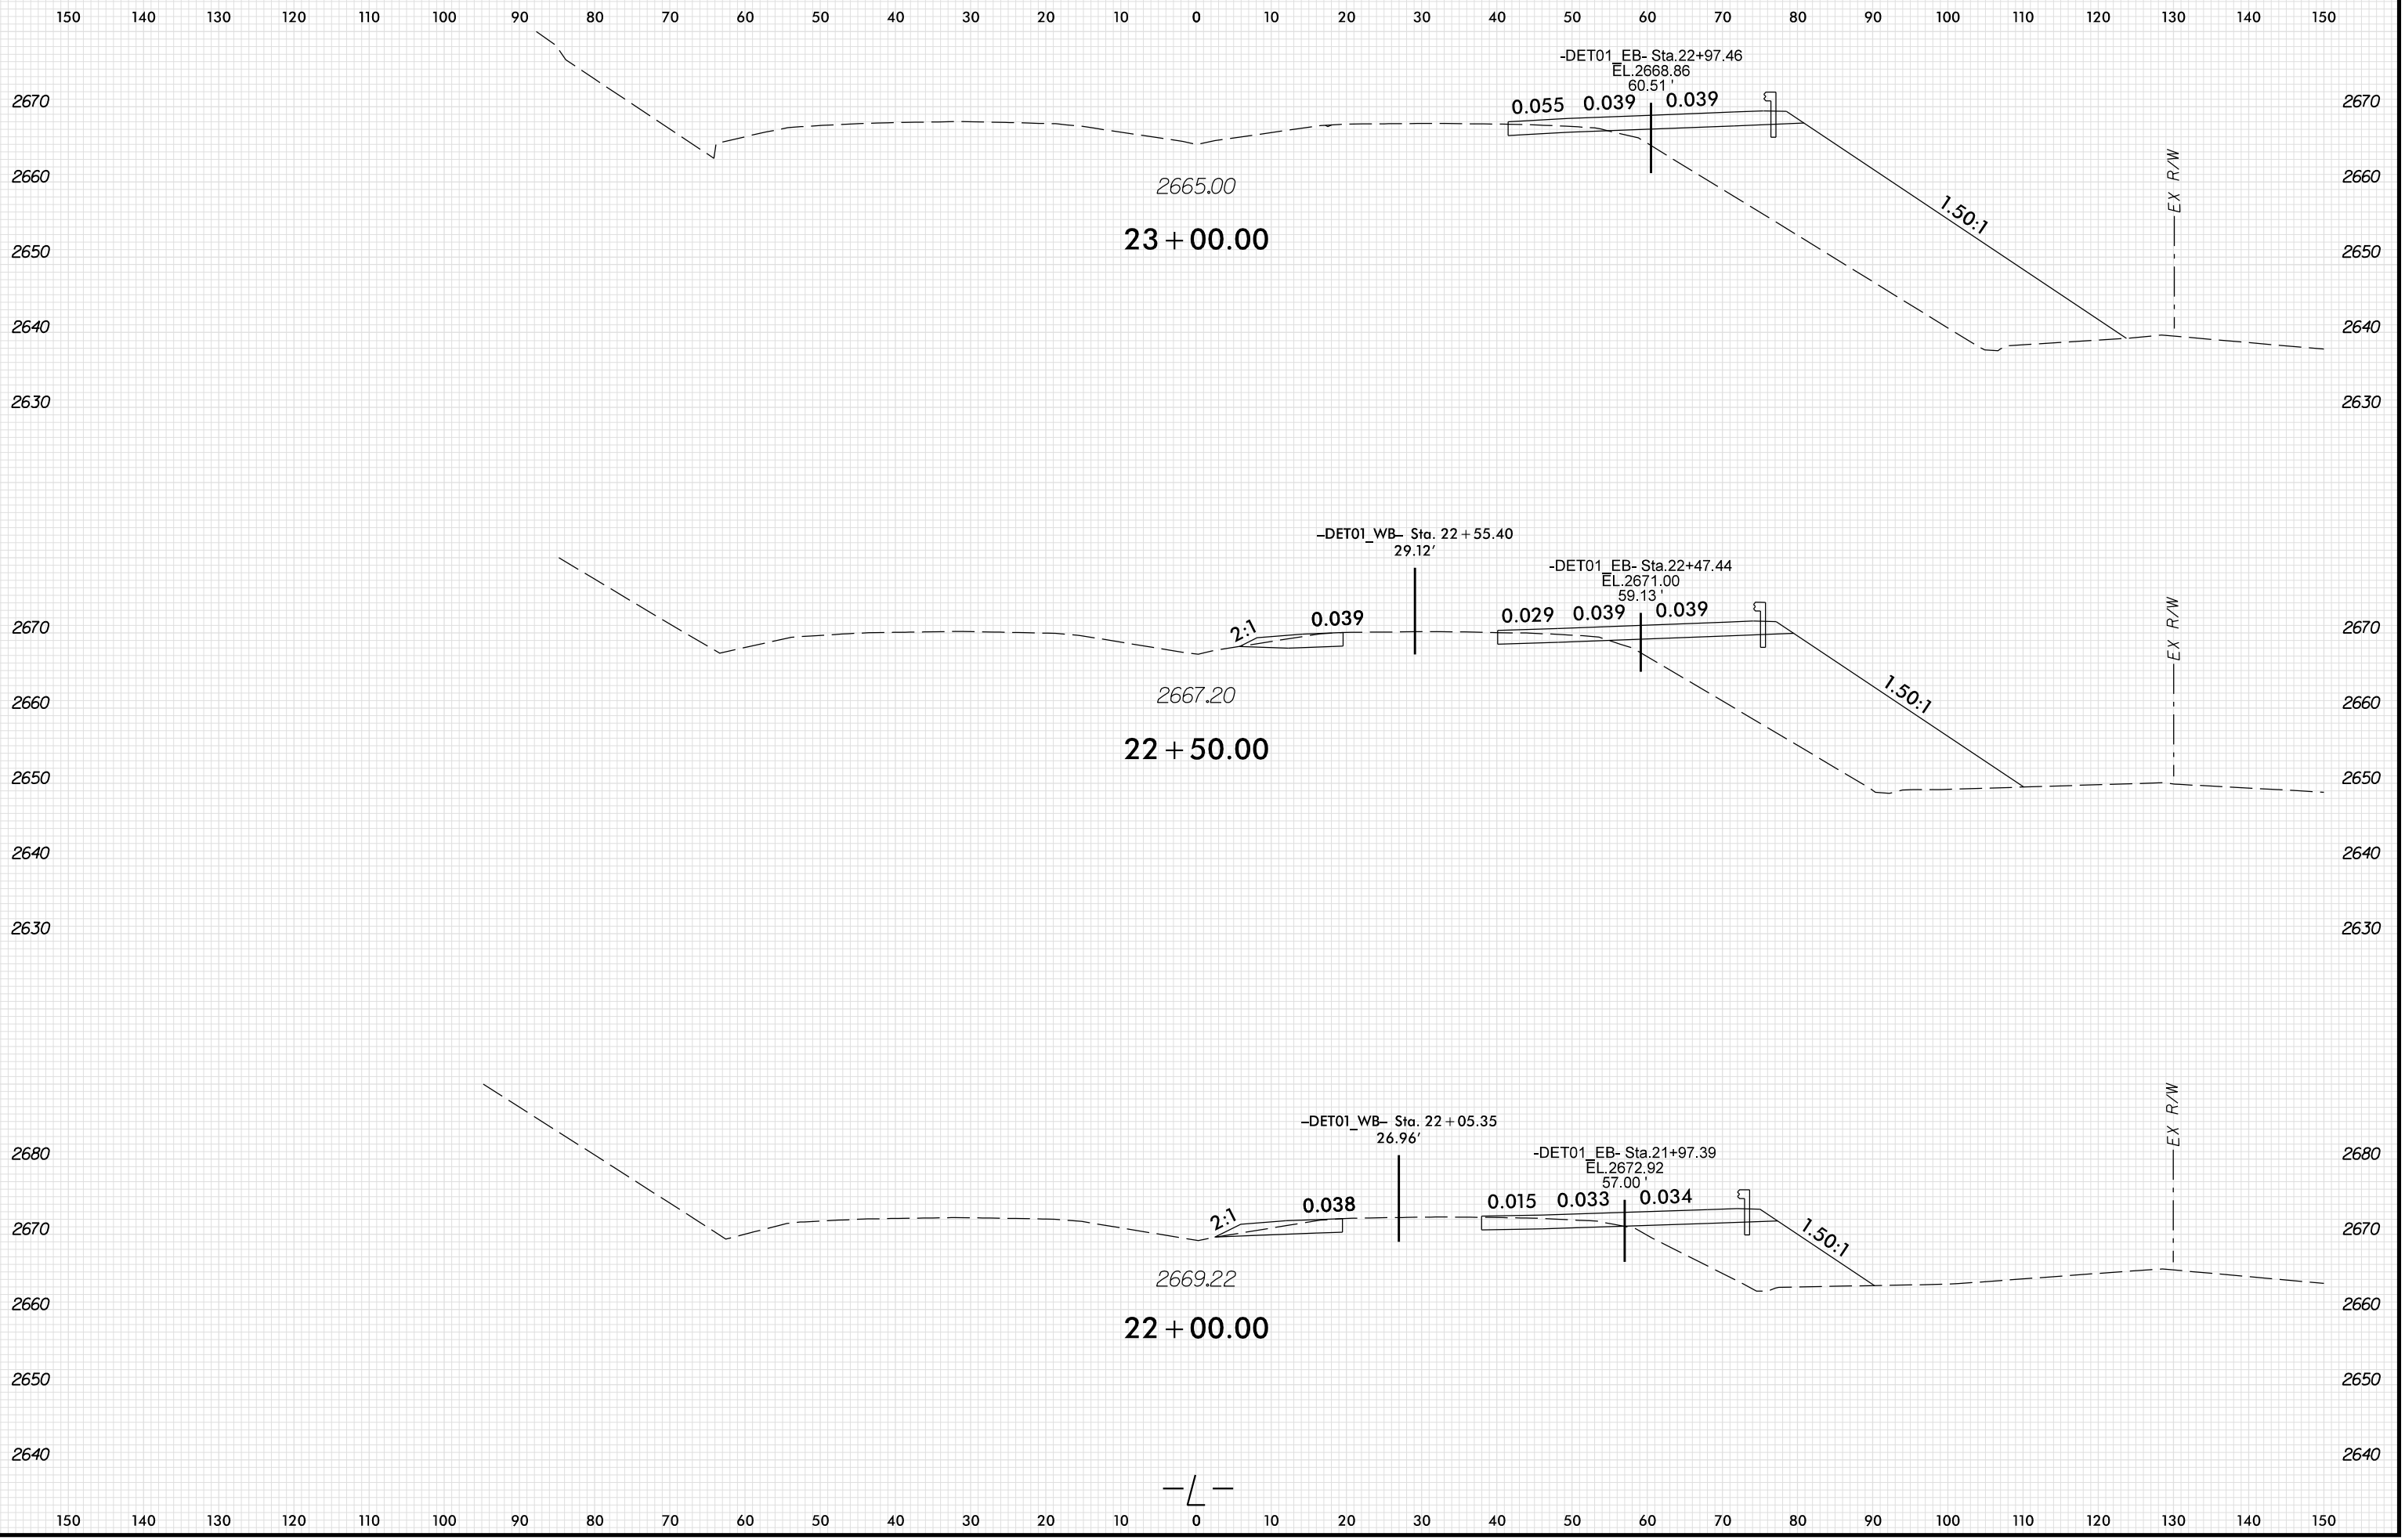 150 140 130 120 110 100 90 80 70 60 50 40 30 20 10 0 10 20 30 40 50 60 70 80 90 100 110 120 130 140 150
-DET01_EB- Sta.22+97.46
EL.2668.86
60.51 '
0.055 0.039 0.039
2670 2670
EX R/W
2660 2665.00 2660
1.50:1
23+00.00
2650 2650
2640 2640
2630 2630
–DET01_WB– Sta. 22+55.40
29.12'
-DET01_EB- Sta.22+47.44
EL.2671.00
59.13 '
2:1 0.039 0.029 0.039 0.039
2670 2670
EX R/W
2667.20
1.50:1
2660 2660
22+50.00
2650 2650
2640 2640
2630 2630
EX R/W
–DET01_WB– Sta. 22+05.35
26.96'
-DET01_EB- Sta.21+97.39
EL.2672.92
57.00 '
2680 2680
2:1 0.038 0.015 0.033 0.034
2670 2670
1.50:1
2669.22
2660 2660
22+00.00
2650 2650
2640 2640
–L–
150 140 130 120 110 100 90 80 70 60 50 40 30 20 10 0 10 20 30 40 50 60 70 80 90 100 110 120 130 140 150